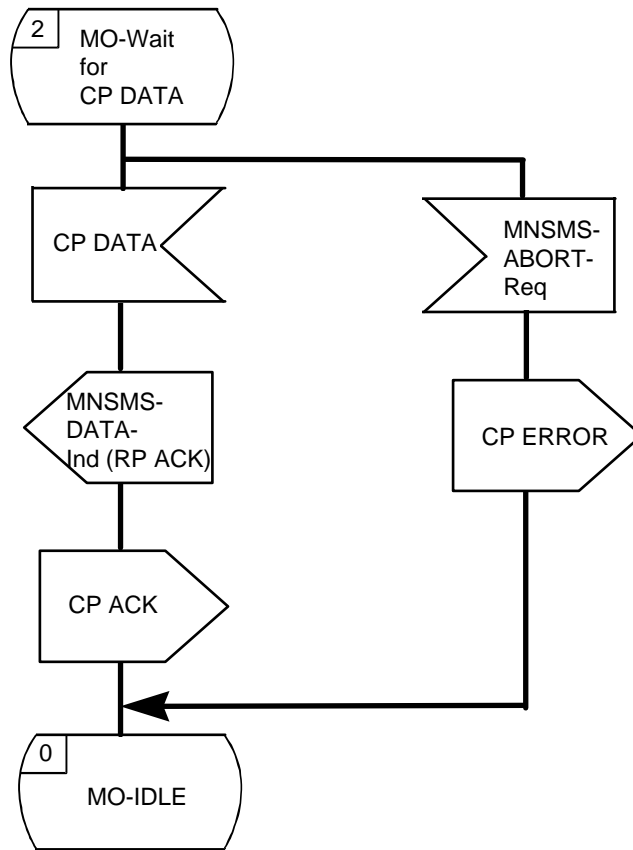 2
MO-Wait
for
CP DATA
CP DATA
MNSMS-
ABORT-
Req
MNSMS-
DATA-
Ind (RP ACK)
CP ERROR
CP ACK
0
MO-IDLE